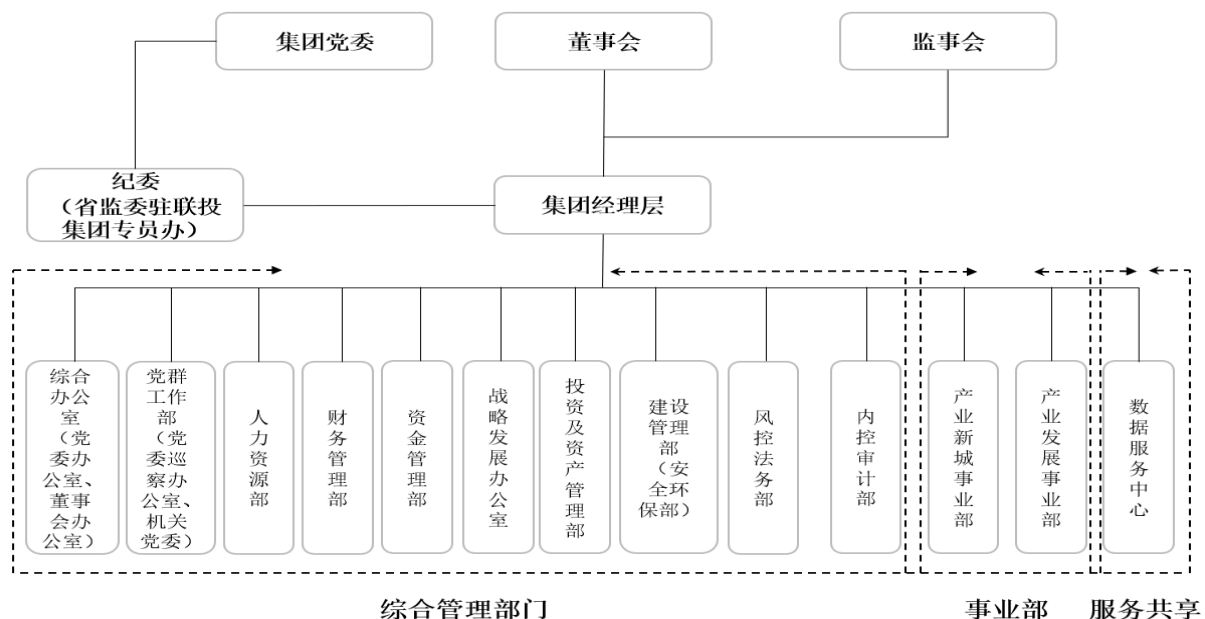 集团党委
董事会
监事会
纪委
（省监委驻联投
集团专员办）
集团经理层
综合
办公
室
（党
委办
公室、
董事
会办
公室）
党群
工作
部
（党
委巡
察办
公室、
机关
党委）
人力资源部
财务管理部
资金管理部
战略发展办公室
投资及资产管理部
建设
管理
部
（安
全环
保部）
风控法务部
内控审计部
产业新城事业部
产业发展事业部
数据服务中心
综合管理部门
事业部
服务共享